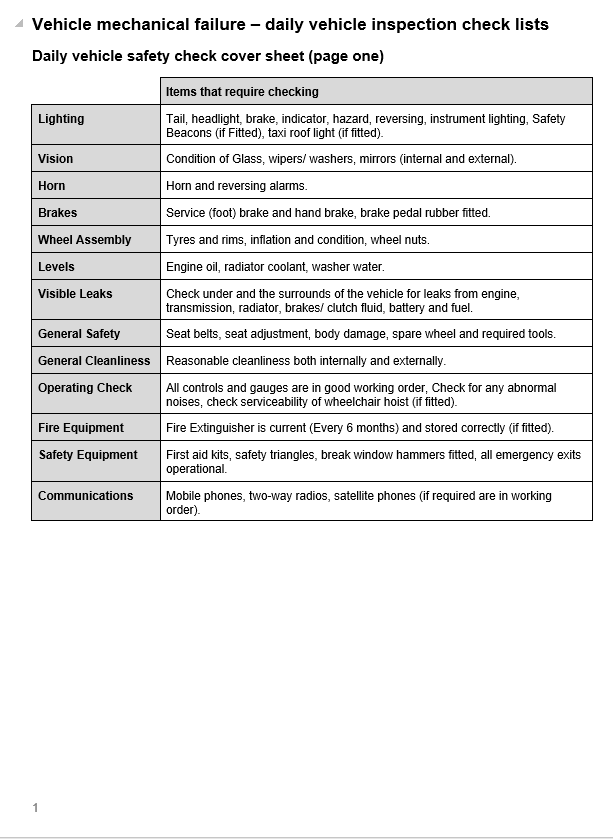 Vehicle mechanical failure – daily vehicle inspection check lists
Daily vehicle safety check cover sheet (page one)
Items that require checking
Lighting
Tail, headlight, brake, indicator, hazard, reversing, instrument lighting, Safety
Beacons (if Fitted), taxi roof light (if fitted).
Vision
Condition of Glass, wipers/ washers, mirrors (internal and external).
Horn
Horn and reversing alarms.
Brakes
Service (foot) brake and hand brake, brake pedal rubber fitted.
Wheel Assembly
Tyres and rims, inflation and condition, wheel nuts.
Levels
Engine oil, radiator coolant, washer water.
Visible Leaks
Check under and the surrounds of the vehicle for leaks from engine,
transmission, radiator, brakes/ clutch fluid, battery and fuel.
General Safety
Seat belts, seat adjustment, body damage, spare wheel and required tools.
General Cleanliness
Reasonable cleanliness both internally and externally.
Operating Check
All controls and gauges are in good working order, Check for any abnormal
noises, check serviceability of wheelchair hoist (if fitted).
Fire Equipment
Fire Extinguisher is current (Every 6 months) and stored correctly (if fitted).
Safety Equipment
First aid kits, safety triangles, break window hammers fitted, all emergency exits
operational.
Communications
Mobile phones, two-way radios, satellite phones (if required are in working
order).
1